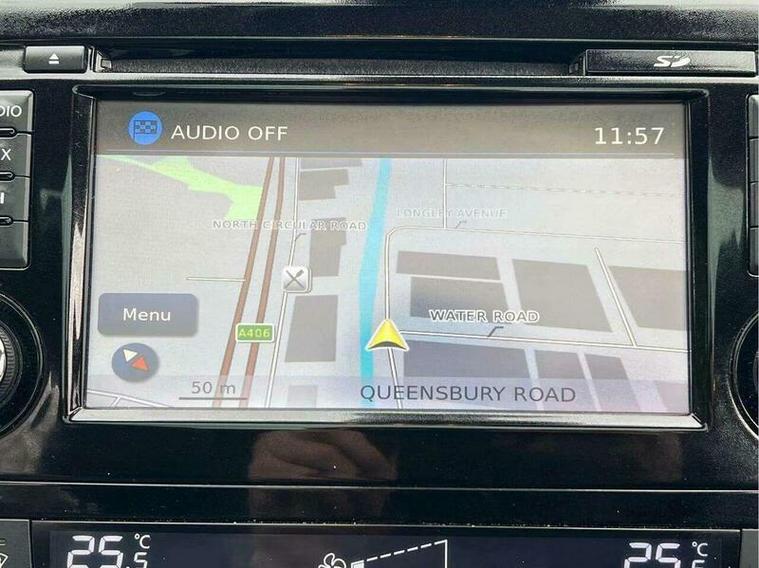 SD
DIO
AUDIO OFF 11:57
X
NORTH CIRCULAR ROAD
LONGLEY AVENUE
Menu
WATER ROAD
A406
50 m
QUEENSBURY ROAD
25.5 °C
25.5 °C